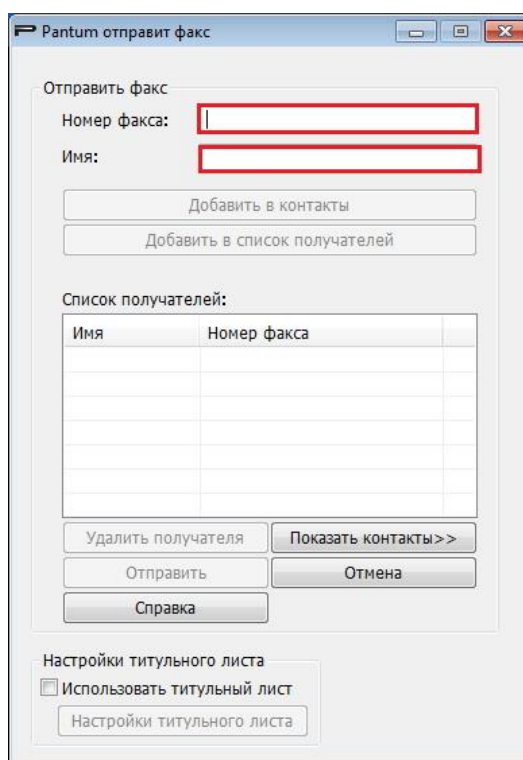 Pantum отправит факс
Отправить факс
Номер факса:
Имя:
Добавить в контакты
Добавить в список получателей
Список получателей:
Имя Номер факса
Удалить получателя Показать контакты>>
Отправить Отмена
Справка
Настройки титульного листа
Использовать титульный лист
Настройки титульного листа